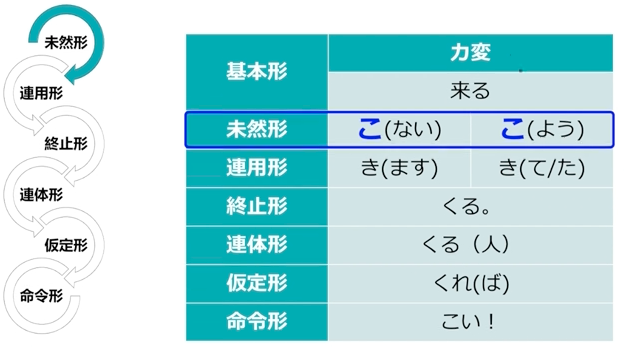 未然形
連用形
終止形
連体形
仮定形
命令形
基本形 力変
来る
未然形 こ(ない) こ(よう)
連用形 き(ます) き(て/た)
終止形 くる。
連体形 くる（人）
仮定形 くれ(ば)
命令形 こい！